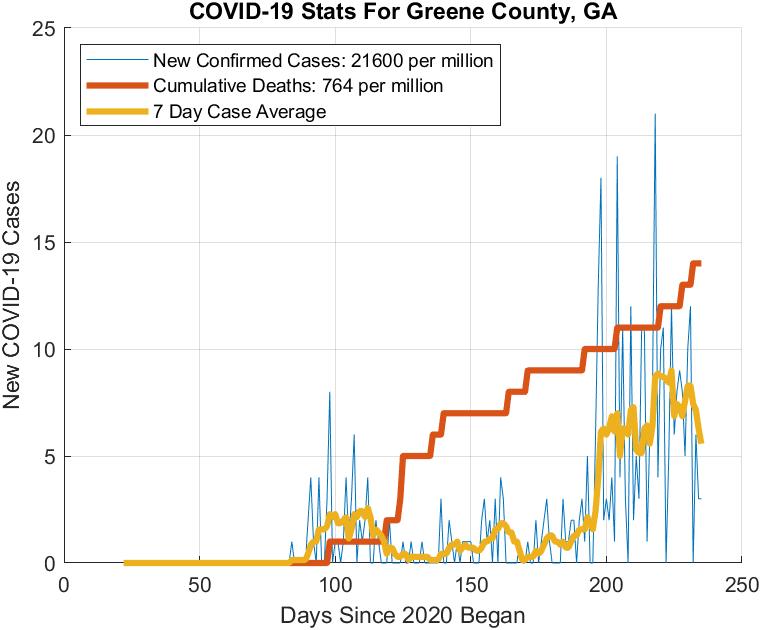 COVID-19 Stats For Greene County, GA
New Confirmed Cases: 21600 per million
Cumulative Deaths: 764 per million
7 Day Case Average
New COVID-19 Cases
25
20
15
10
5
0
0 50 100 150 200 250
Days Since 2020 Began